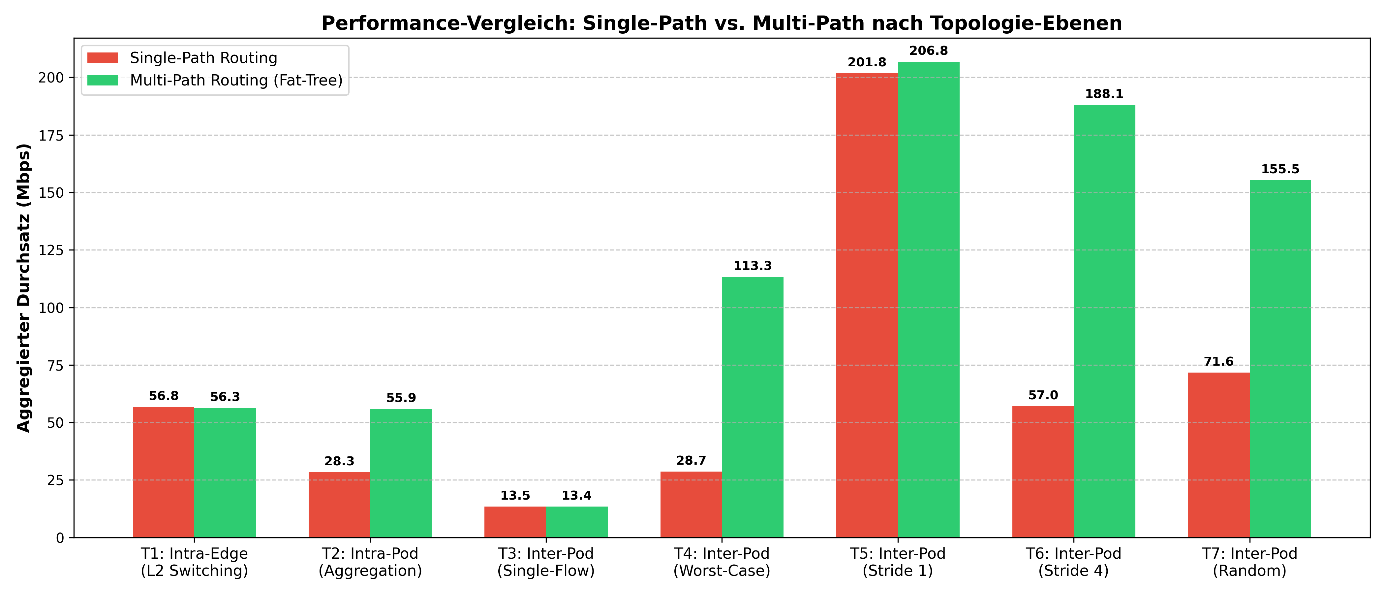 Performance-Vergleich: Single-Path vs. Multi-Path nach Topologie-Ebenen
Single-Path Routing
Multi-Path Routing (Fat-Tree)
Aggregierter Durchsatz (Mbps)
200
175
150
125
100
75
50
25
0
56.8
56.3
28.3
55.9
13.5
13.4
28.7
113.3
201.8
206.8
57.0
188.1
71.6
155.5
T1: Intra-Edge
(L2 Switching)
T2: Intra-Pod
(Aggregation)
T3: Inter-Pod
(Single-Flow)
T4: Inter-Pod
(Worst-Case)
T5: Inter-Pod
(Stride 1)
T6: Inter-Pod
(Stride 4)
T7: Inter-Pod
(Random)